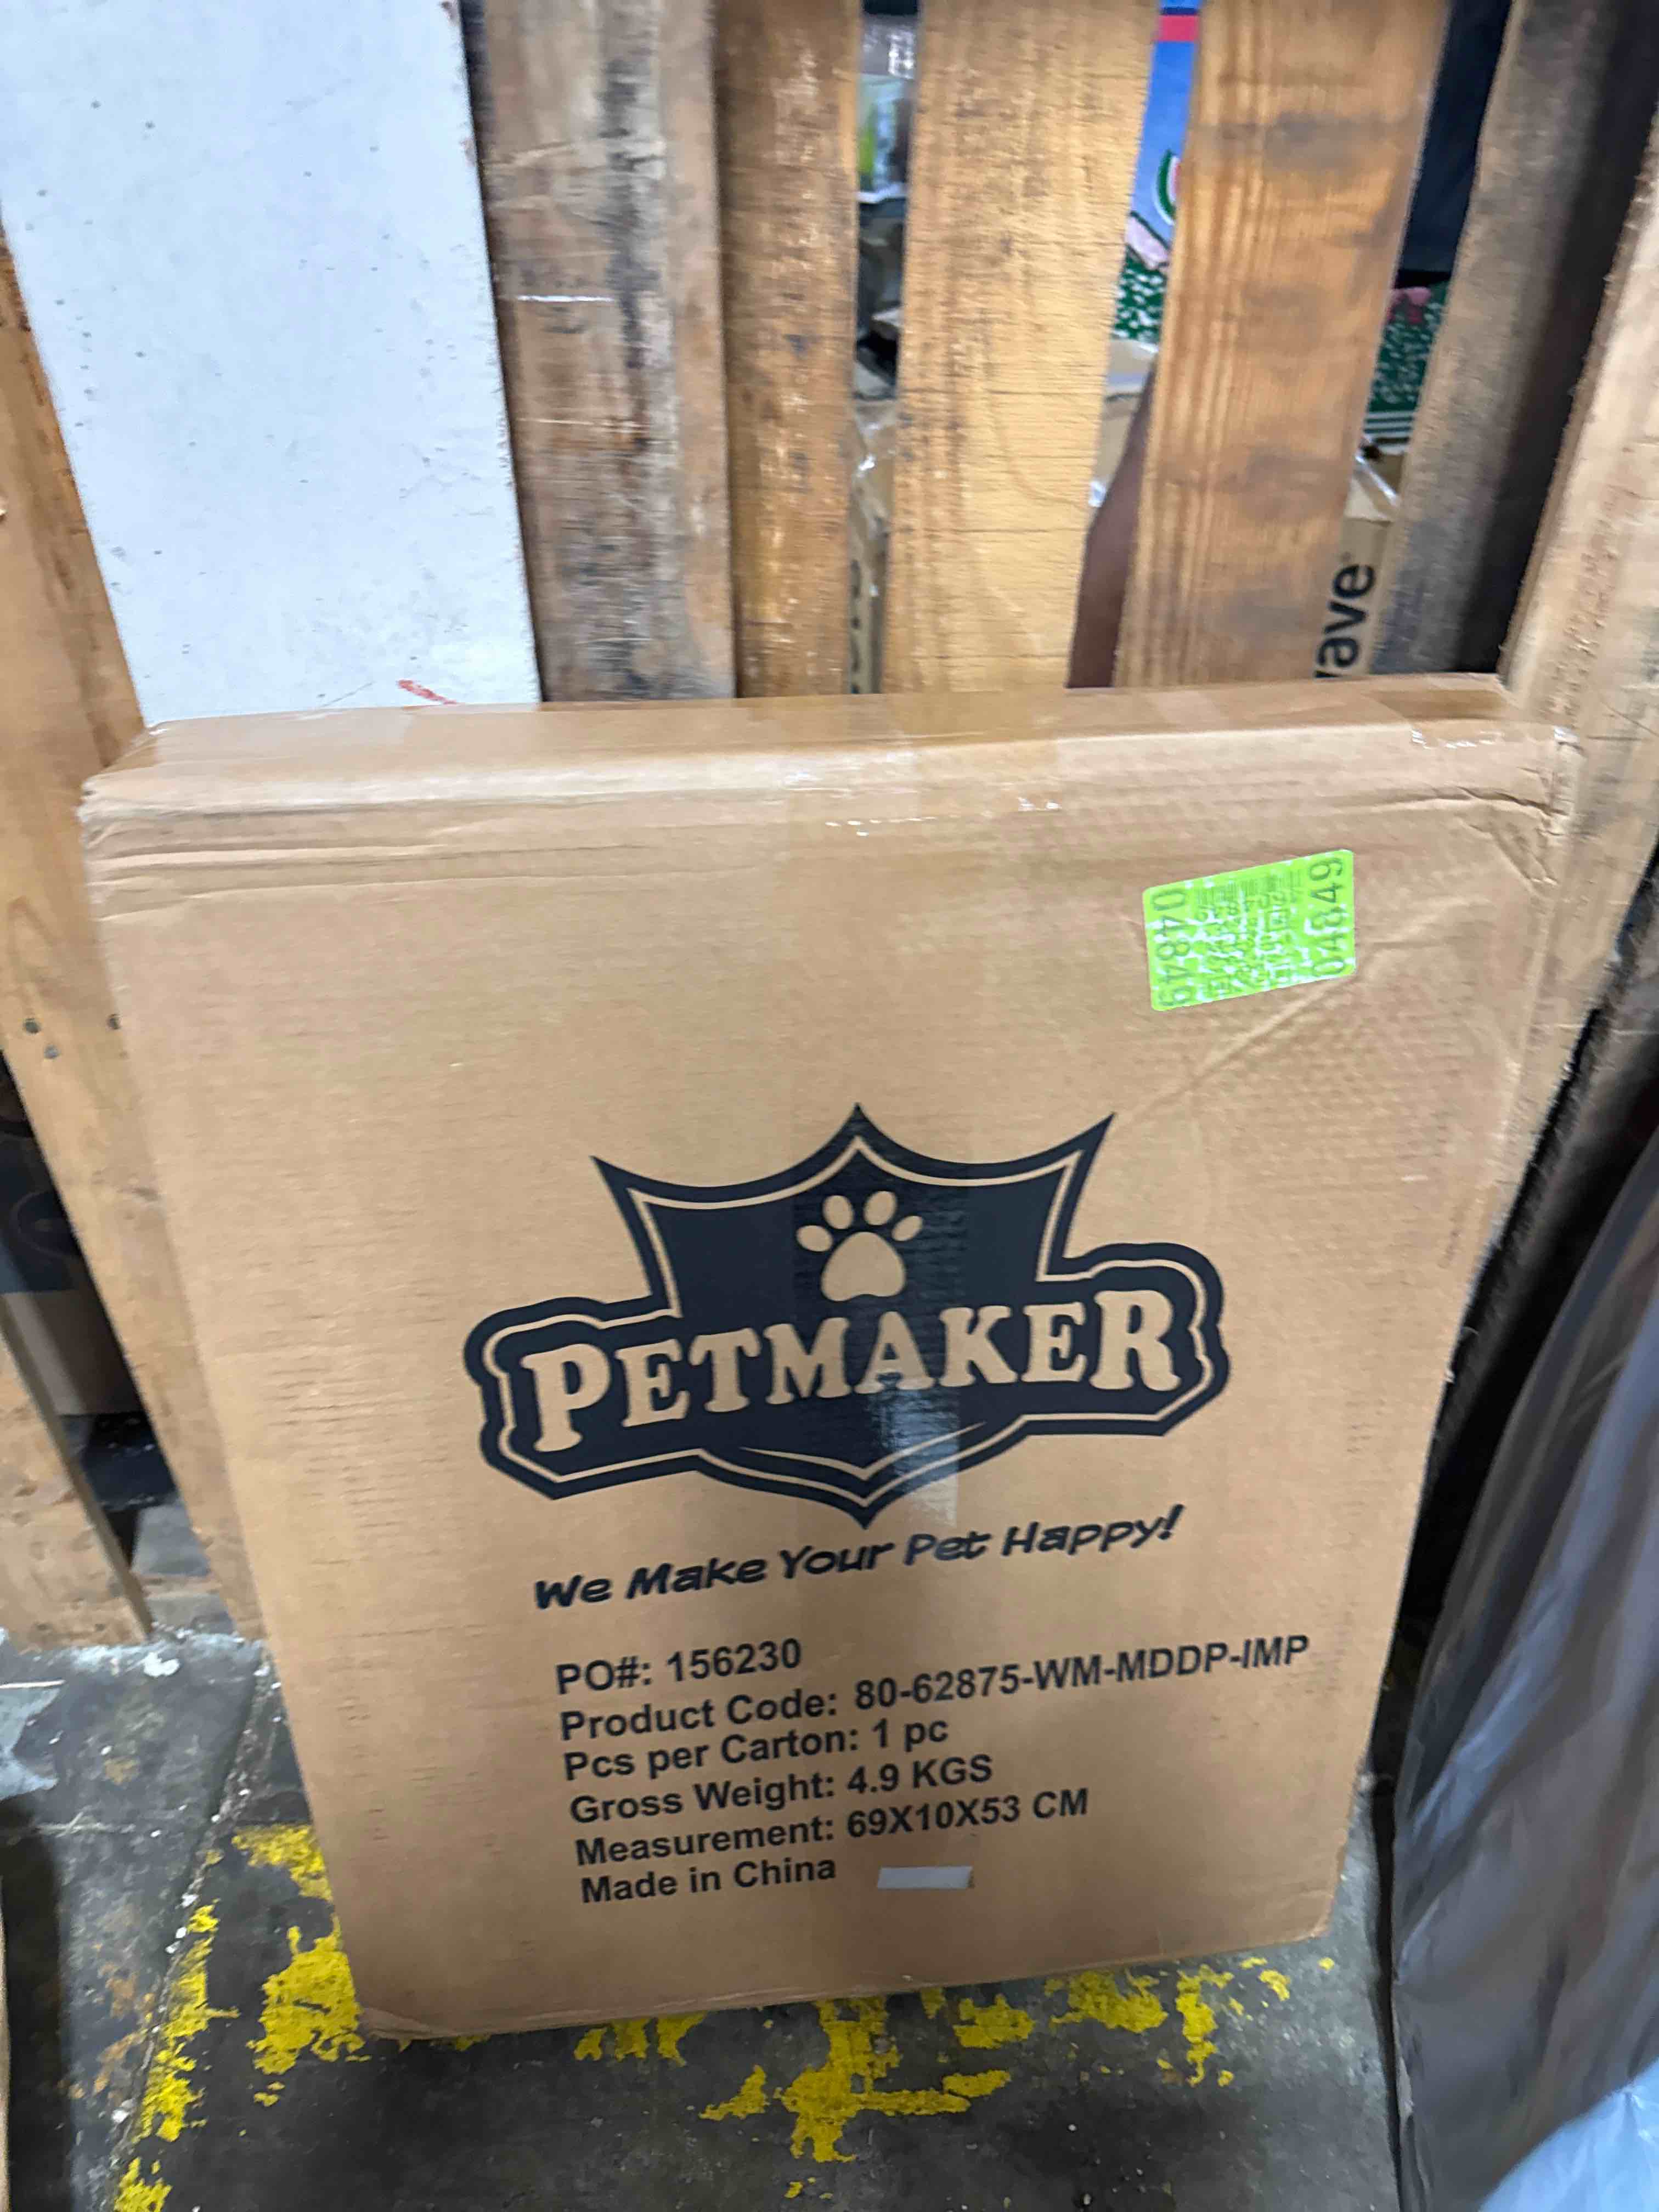 ave
04849
04849
PETMAKER
We Make Your Pet Happy!
PO#: 156230
Product Code: 80-62875-WM-MDDP-IMP
Pcs per Carton: 1 pc
Gross Weight: 4.9 KGS
Measurement: 69X10X53 CM
Made in China